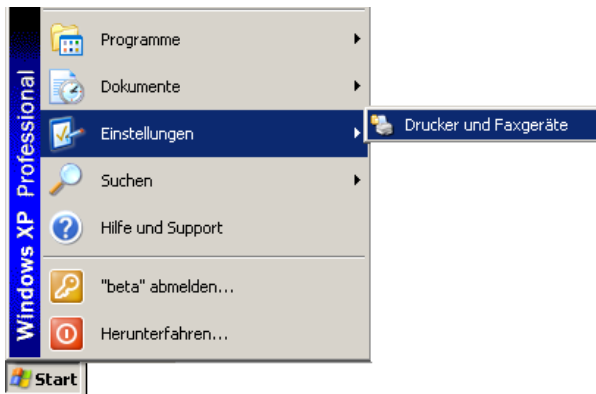 Programme
Dokumente
Einstellungen
Drucker und Faxgeräte
Suchen
Hilfe und Support
"beta" abmelden...
Herunterfahren...
Windows XP Professional
Start